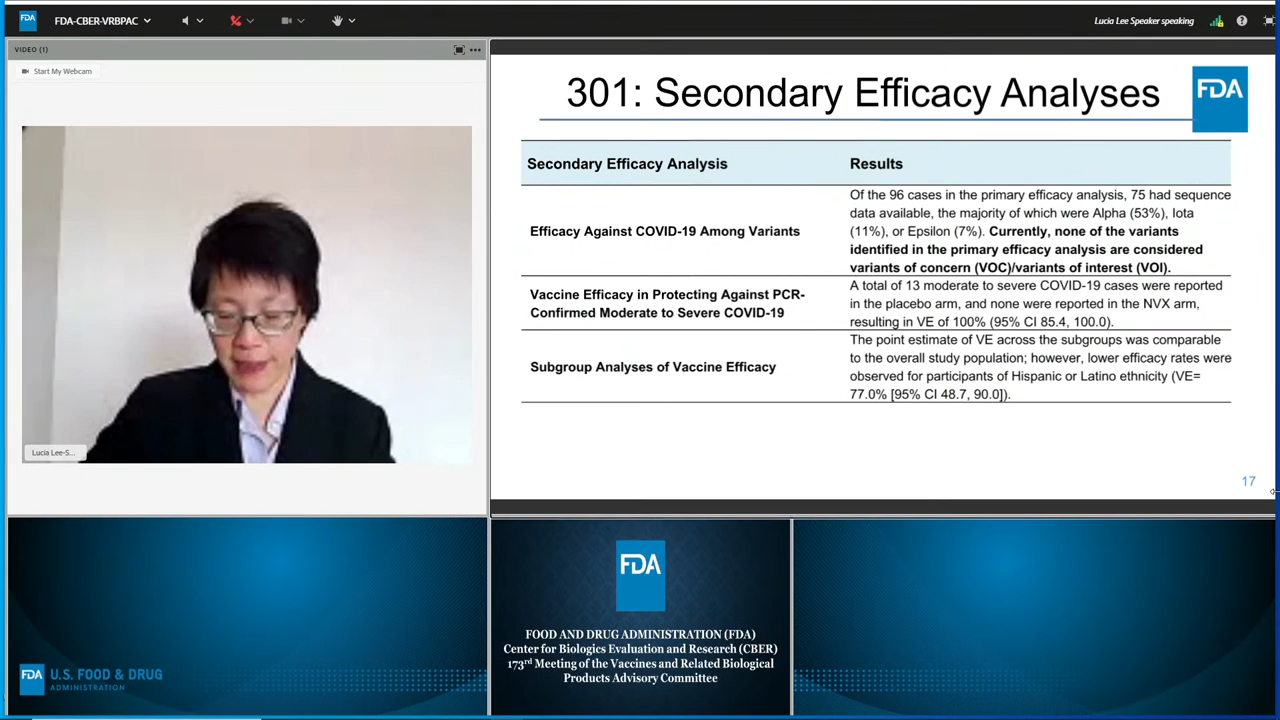 FDA
FDA-CBER-VRBPAC
Lucia Lee Speaker speaking
VIDEO (1)
Start My Webcam
Lucia Lee-S...
301: Secondary Efficacy Analyses
FDA
Secondary Efficacy Analysis
Results
Efficacy Against COVID-19 Among Variants
Of the 96 cases in the primary efficacy analysis, 75 had sequence
data available, the majority of which were Alpha (53%), Iota
(11%), or Epsilon (7%). Currently, none of the variants
identified in the primary efficacy analysis are considered
variants of concern (VOC)/variants of interest (VOI).
Vaccine Efficacy in Protecting Against PCR-
Confirmed Moderate to Severe COVID-19
A total of 13 moderate to severe COVID-19 cases were reported
in the placebo arm, and none were reported in the NVX arm,
resulting in VE of 100% (95% CI 85.4, 100.0).
Subgroup Analyses of Vaccine Efficacy
The point estimate of VE across the subgroups was comparable
to the overall study population; however, lower efficacy rates were
observed for participants of Hispanic or Latino ethnicity (VE=
77.0% [95% CI 48.7, 90.0]).
17
FDA
U.S. FOOD & DRUG
ADMINISTRATION
FDA
FOOD AND DRUG ADMINISTRATION (FDA)
Center for Biologics Evaluation and Research (CBER)
173rd Meeting of the Vaccines and Related Biological
Products Advisory Committee